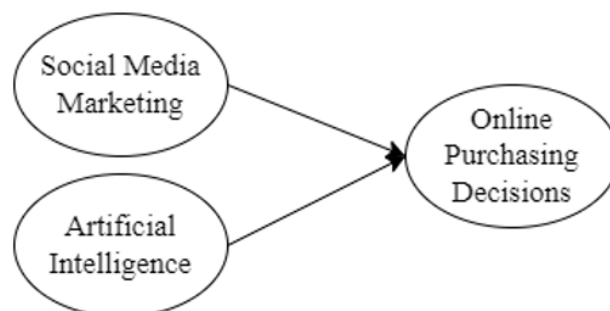 Social Media
Marketing
Artificial
Intelligence
Online
Purchasing
Decisions